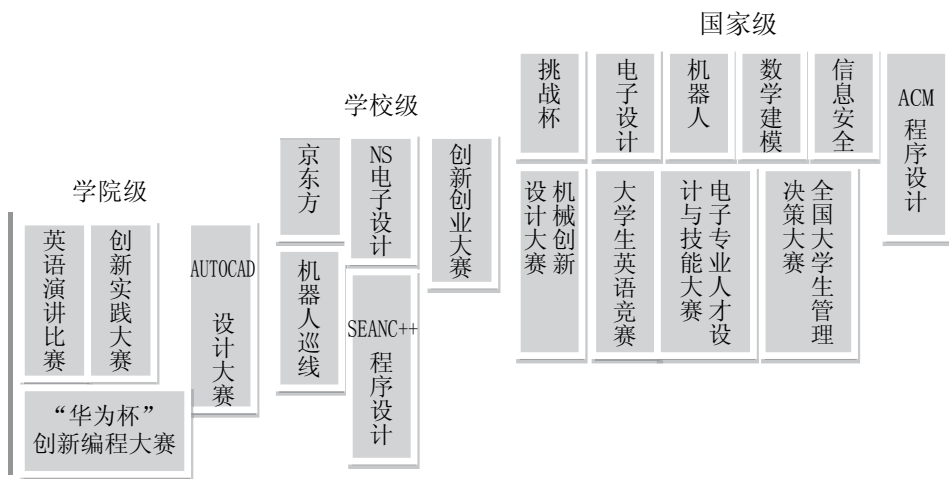 国家级
挑战杯
电子设计
机器人
数学建模
信息安全
ACM
程序设计
机械创新
设计大赛
大学生英语竞赛
电子专业人才设
计与技能大赛
全国大学生管理
决策大赛
学校级
京东方
NS
电子设计
创新创业大赛
机器人巡线
SEANC++
程序设计
学院级
英语演讲比赛
创新实践大赛
AUTOCAD
设计大赛
“华为杯”
创新编程大赛